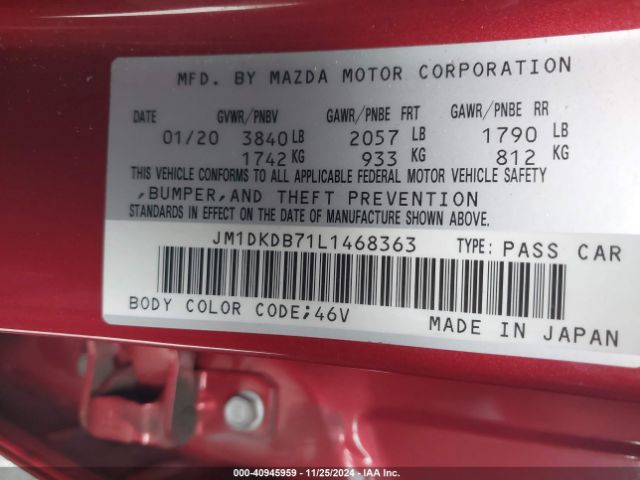 MFD. BY MAZDA MOTOR CORPORATION
DATE GVWR/PNBV GAWR/PNBE FRT GAWR/PNBE RR
01/20 3840 LB 2057 LB 1790 LB
1742 KG 933 KG 812 KG
THIS VEHICLE CONFORMS TO ALL APPLICABLE FEDERAL MOTOR VEHICLE SAFETY
,BUMPER,AND THEFT PREVENTION
STANDARDS IN EFFECT ON THE DATE OF MANUFACTURE SHOWN ABOVE.
JM1DKDB71L1468363 TYPE: PASS CAR
BODY COLOR CODE;46V MADE IN JAPAN
000-40945959 - 11/25/2024 - IAA Inc.